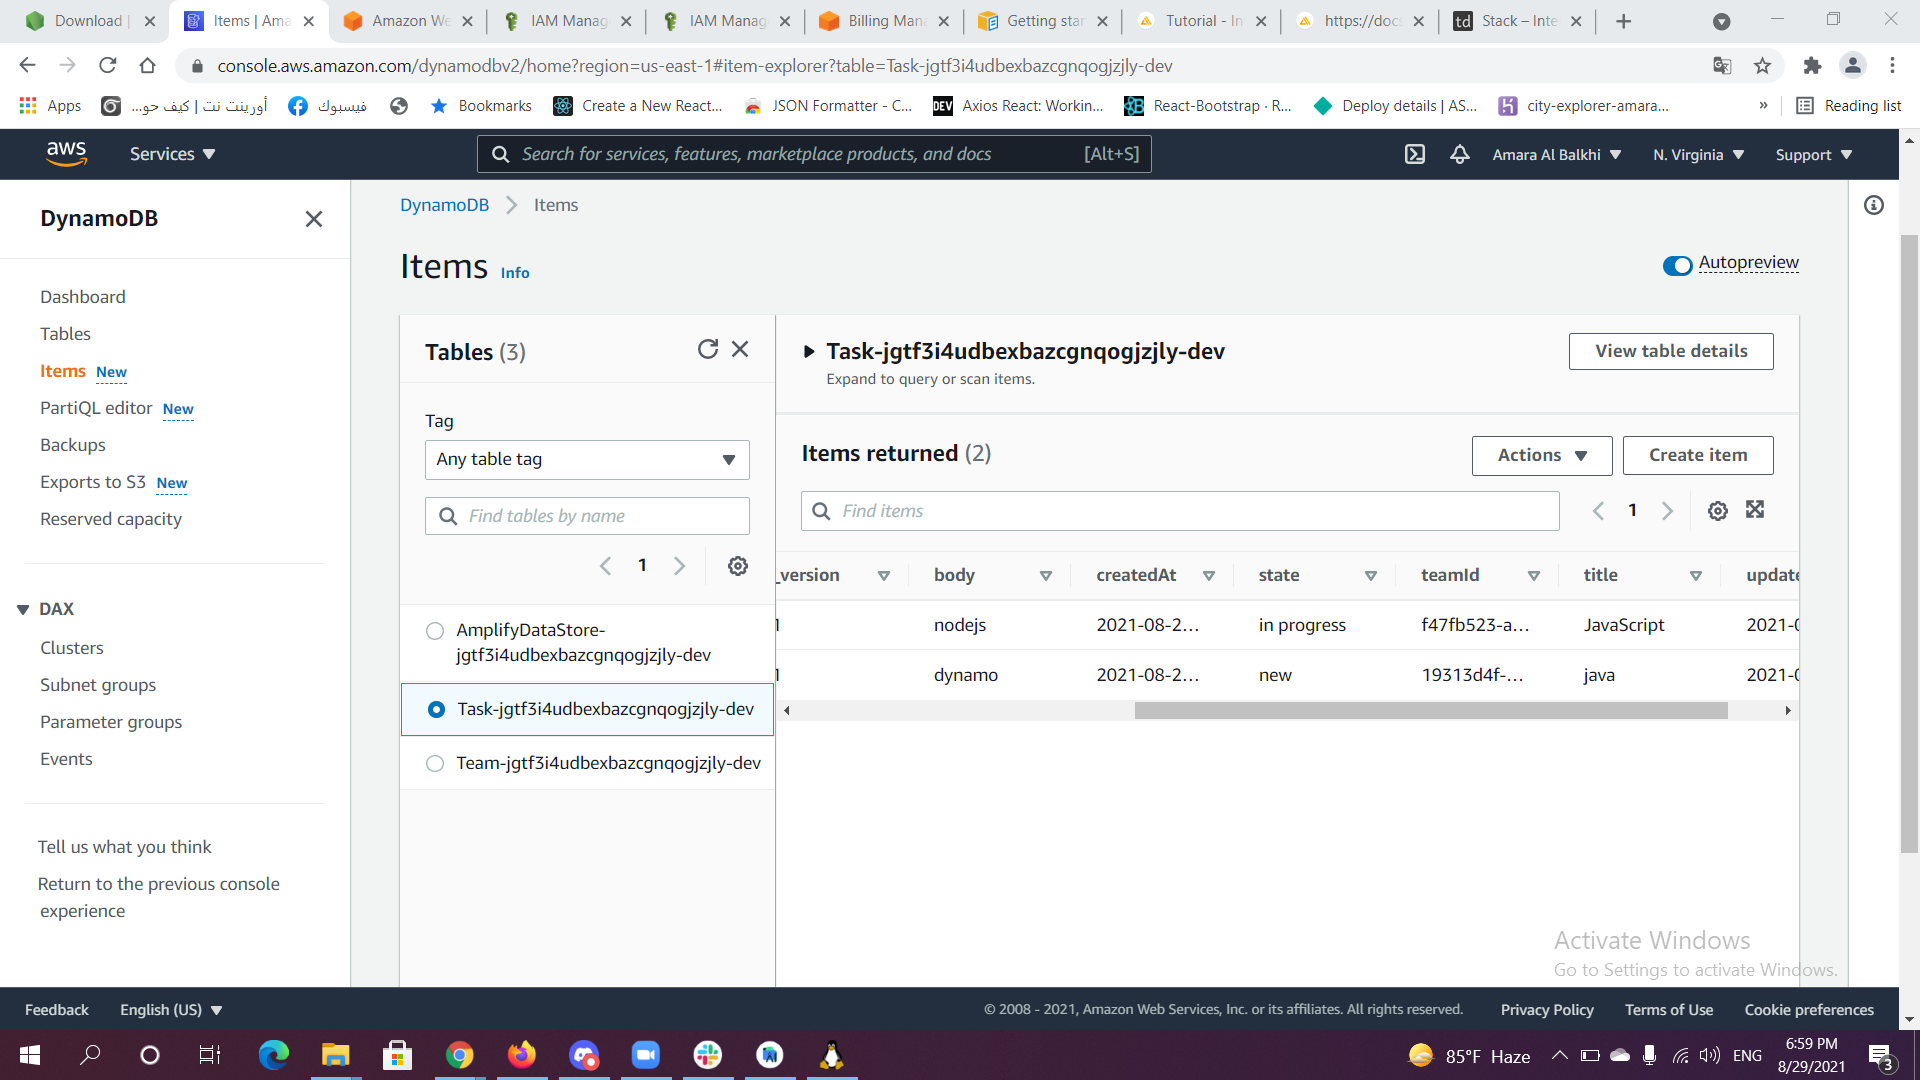 Download |
Items | Ama
Amazon We
IAM Manag
IAM Manag
Billing Man
Getting star
Tutorial - In
https://docs
td Stack – Inte
console.aws.amazon.com/dynamodbv2/home?region=us-east-1#item-explorer?table=Task-jgtf3i4udbexbazcgnqogjzjly-dev
Apps
أورينت نت | كيف حو...
فيسبوك
Bookmarks
Create a New React...
JSON Formatter - C...
DEV Axios React: Workin...
React-Bootstrap · R...
Deploy details | AS...
city-explorer-amara...
»
Reading list
aws
Services
Search for services, features, marketplace products, and docs [Alt+S]
Amara Al Balkhi
N. Virginia
Support
DynamoDB
Dashboard
Tables
Items New
PartiQL editor New
Backups
Exports to S3 New
Reserved capacity
DAX
Clusters
Subnet groups
Parameter groups
Events
Tell us what you think
Return to the previous console
experience
DynamoDB > Items
Items Info
Autopreview
Tables (3)
Tag
Any table tag
Find tables by name
1
AmplifyDataStore-
jgtf3i4udbexbazcgnqogjzjly-dev
Task-jgtf3i4udbexbazcgnqogjzjly-dev
Team-jgtf3i4udbexbazcgnqogjzjly-dev
Task-jgtf3i4udbexbazcgnqogjzjly-dev
Expand to query or scan items.
View table details
Items returned (2)
Actions
Create item
Find items
1
_version body createdAt state teamId title update
1 nodejs 2021-08-2... in progress f47fb523-a... JavaScript 2021-0
1 dynamo 2021-08-2... new 19313d4f-... java 2021-0
Activate Windows
Go to Settings to activate Windows.
Feedback
English (US)
© 2008 - 2021, Amazon Web Services, Inc. or its affiliates. All rights reserved.
Privacy Policy
Terms of Use
Cookie preferences
85°F Haze
ENG
6:59 PM
8/29/2021
3